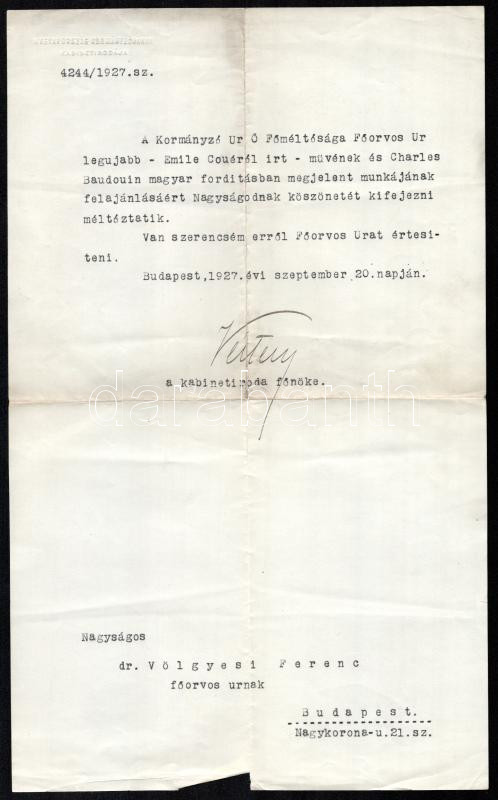 4244/1927.sz.
A Kormányzó Ur Ő Főméltósága Főorvos Ur
legujabb - Emile Couéról irt - müvének és Charles
Baudouin magyar forditásban megjelent munkájának
felajánlásáért Nagyságodnak köszönetét kifejezni
méltóztatik.
Van szerencsém erről Főorvos Urat értesi-
teni.
Budapest,1927.évi szeptember 20.napján.
a kabinetiroda főnöke.
darabanth
Nagyságos
dr. Völgyesi Ferenc
főorvos urnak
Budapest.
Nagykorona-u.21.sz.